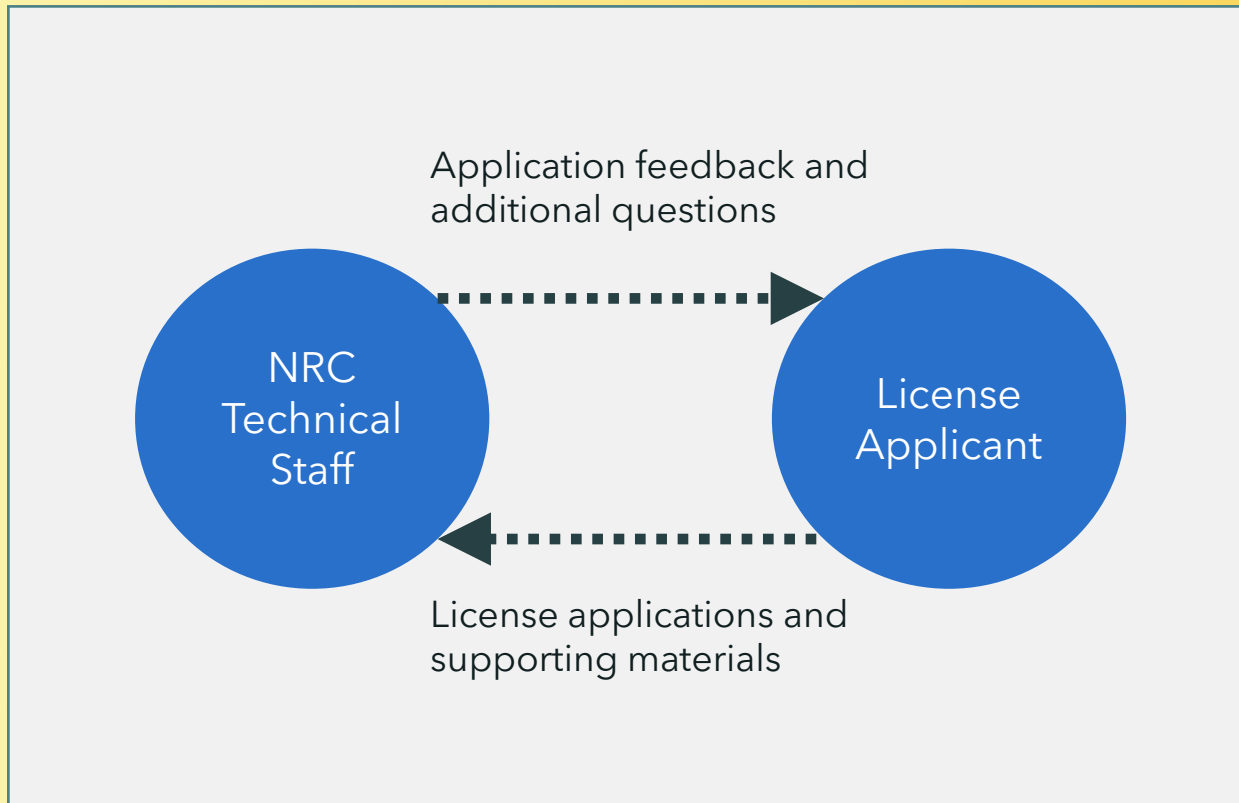 Application feedback and
additional questions
NRC
Technical
Staff
License
Applicant
License applications and
supporting materials